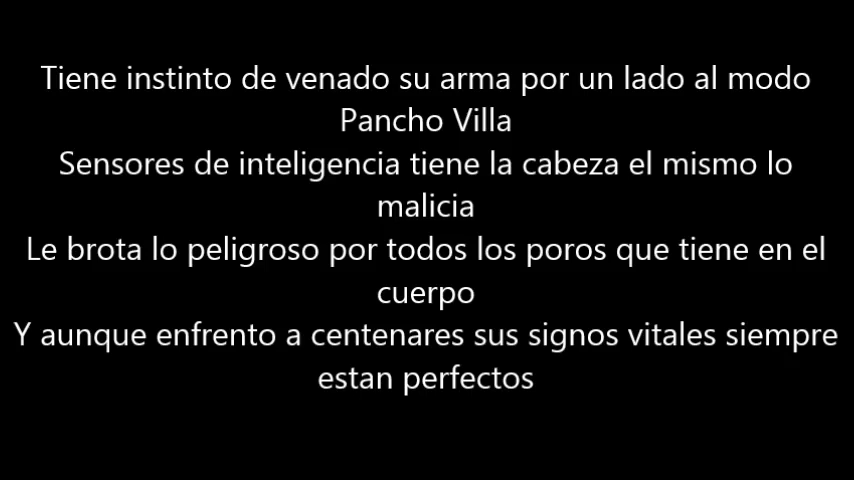 Tiene instinto de venado su arma por un lado al modo
Pancho Villa
Sensores de inteligencia tiene la cabeza el mismo lo
malicia
Le brota lo peligroso por todos los poros que tiene en el
cuerpo
Y aunque enfrento a centenares sus signos vitales siempre
estan perfectos